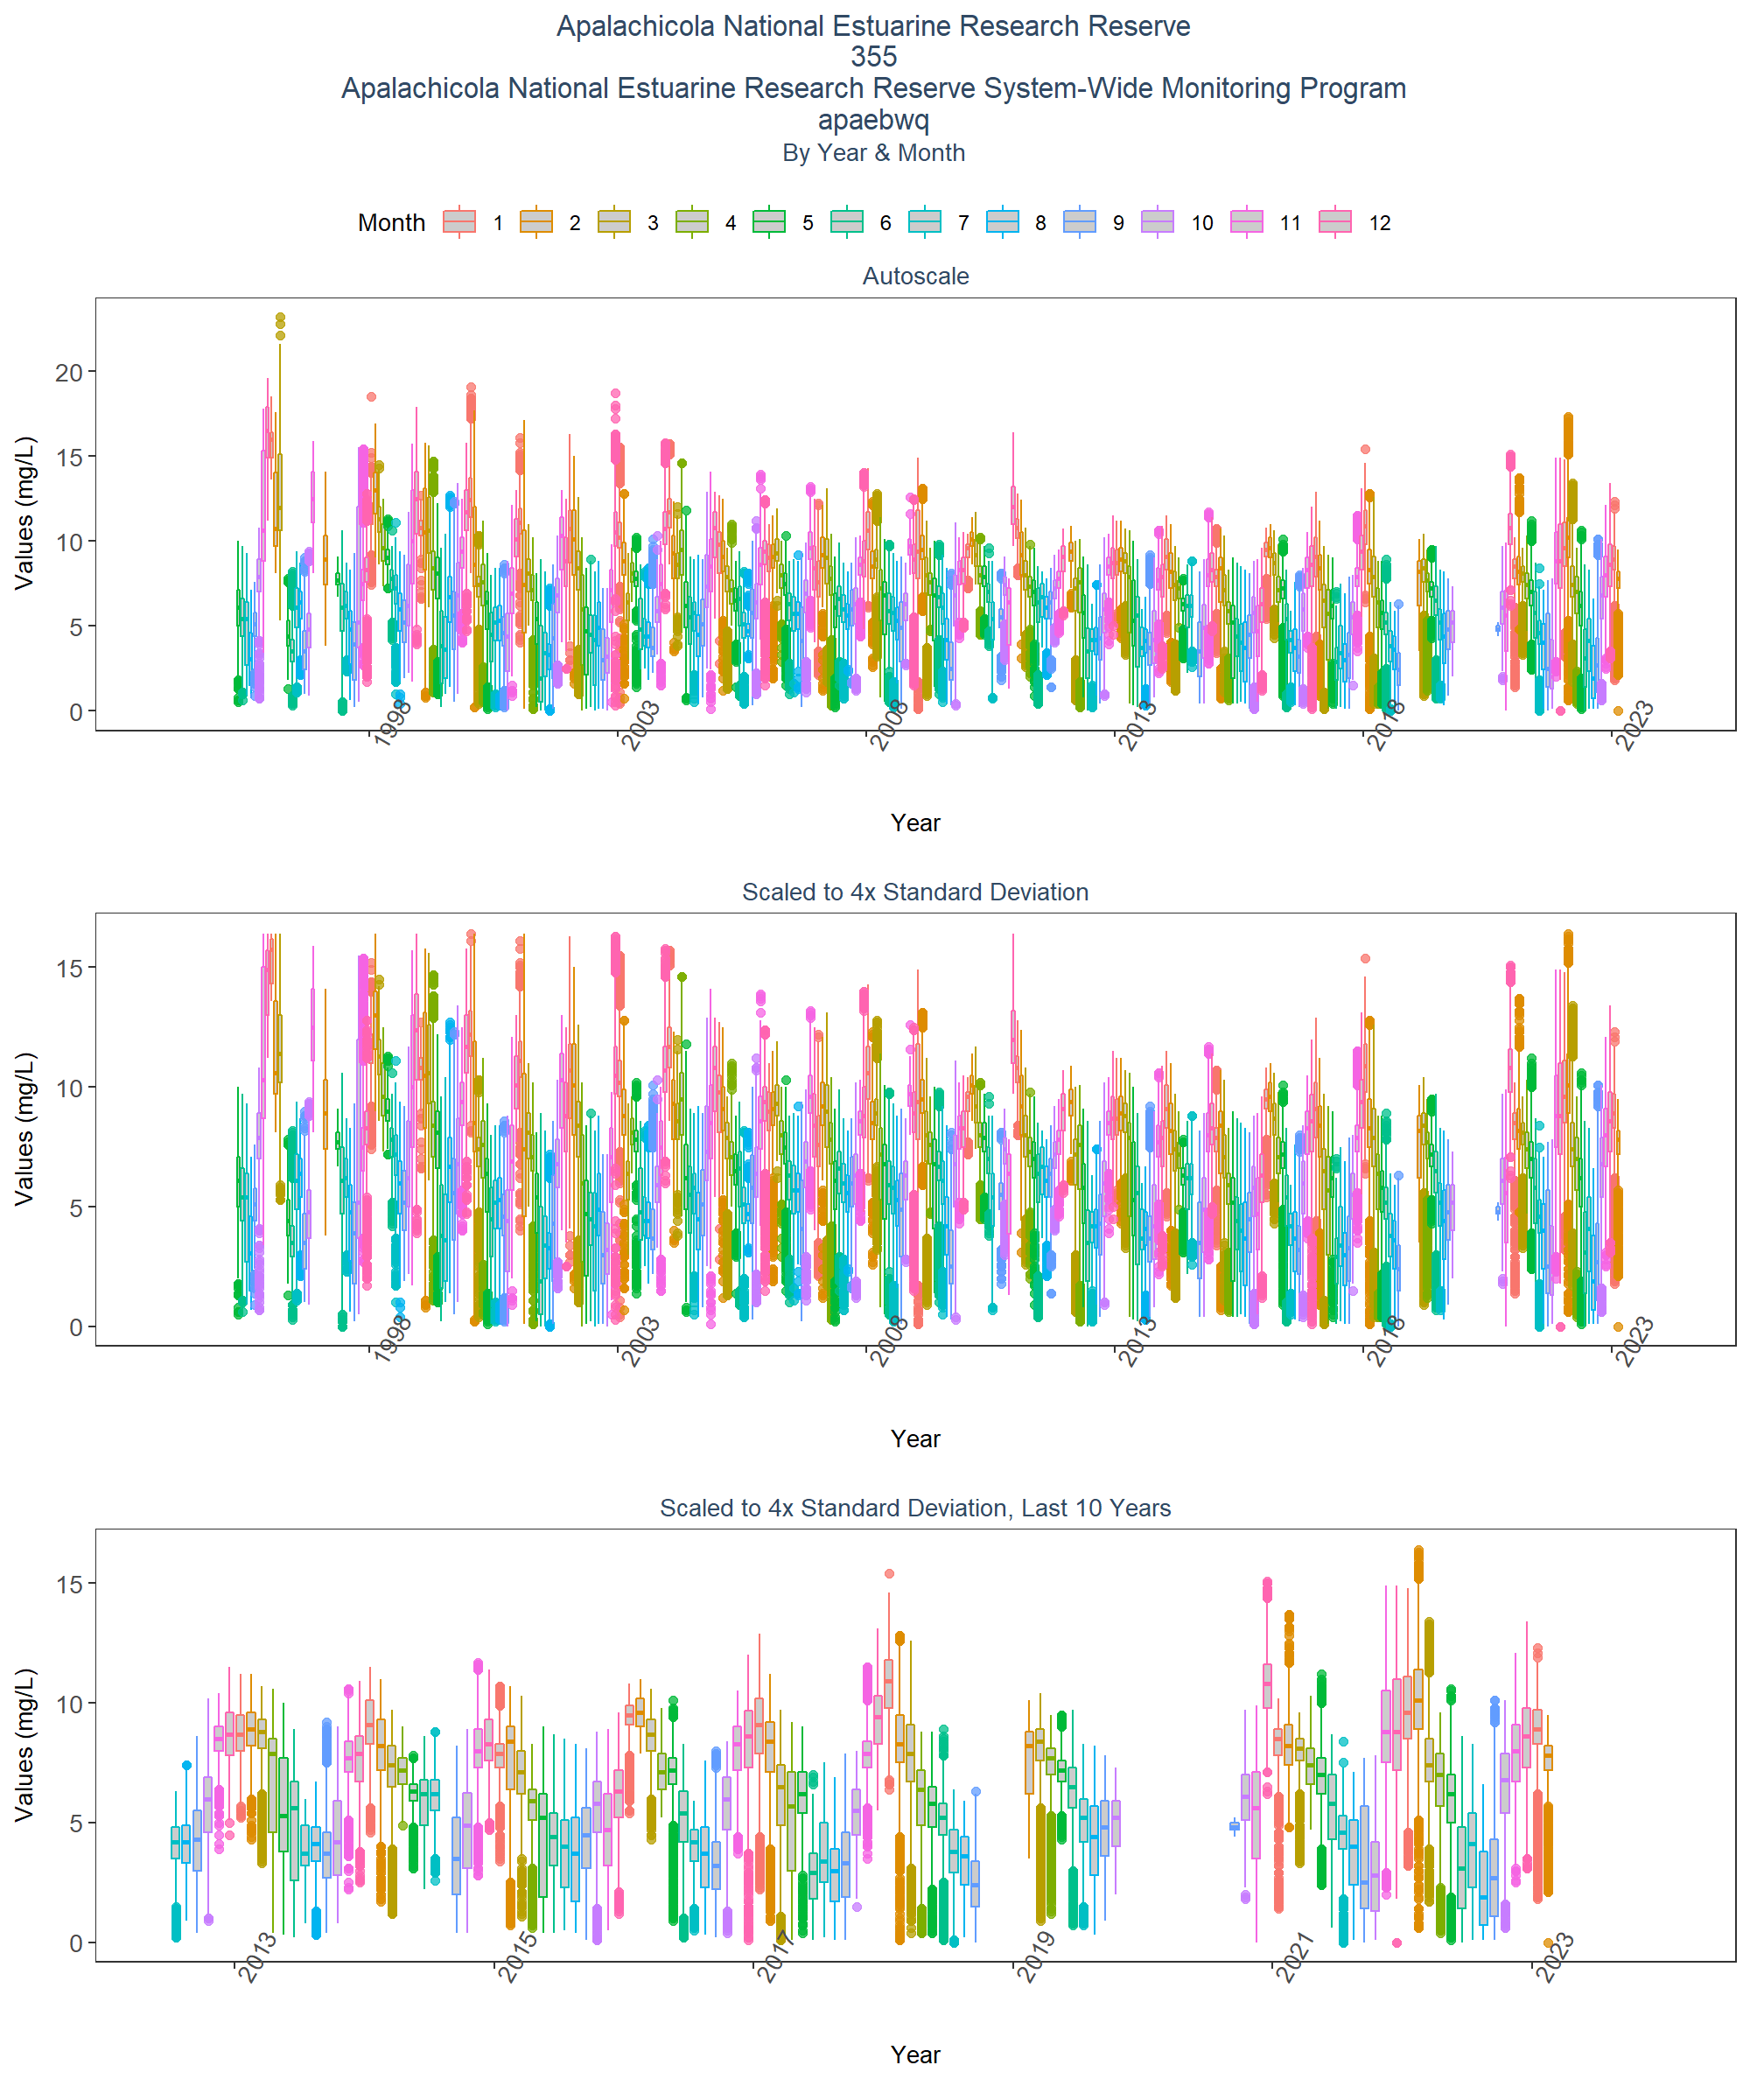 Apalachicola National Estuarine Research Reserve
355
Apalachicola National Estuarine Research Reserve System-Wide Monitoring Program
apaebwq
By Year & Month
Month 1 2 3 4 5 6 7 8 9 10 11 12
Autoscale
Values (mg/L)
20
15
10
5
0
1998 2003 2008 2013 2018 2023
Year
Scaled to 4x Standard Deviation
Values (mg/L)
15
10
5
0
1998 2003 2008 2013 2018 2023
Year
Scaled to 4x Standard Deviation, Last 10 Years
Values (mg/L)
15
10
5
0
2013 2015 2017 2019 2021 2023
Year